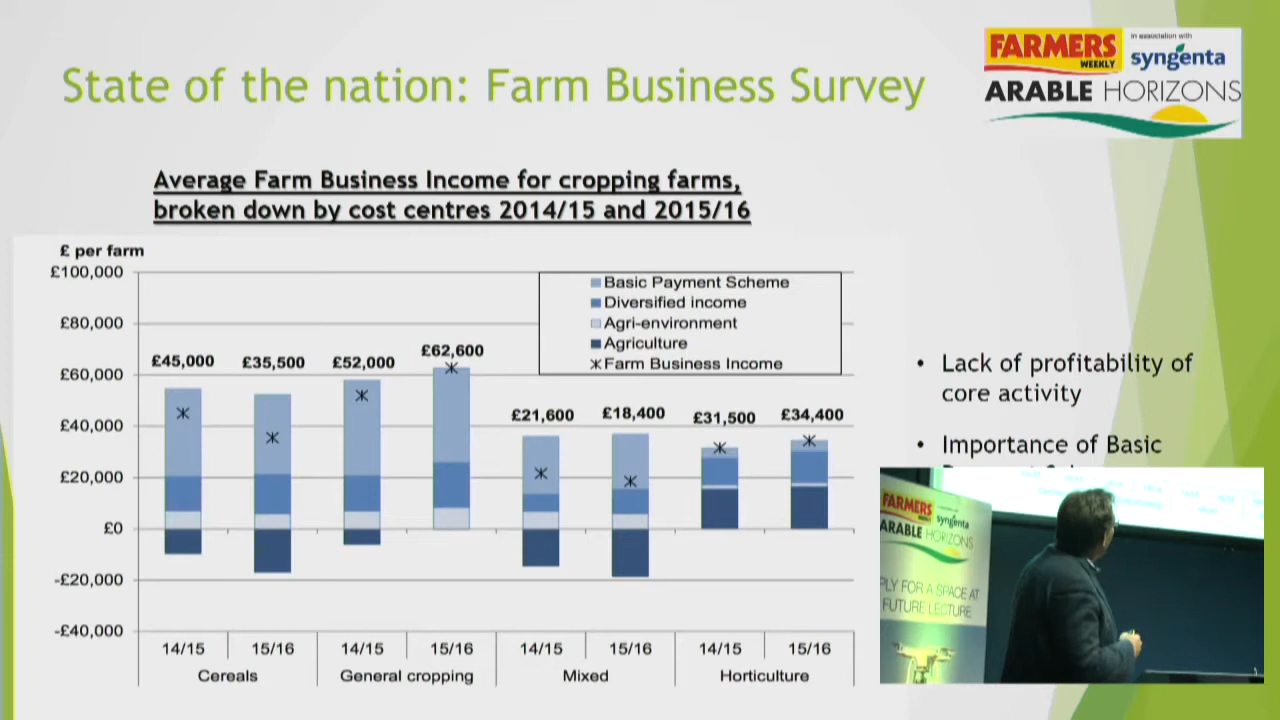 State of the nation: Farm Business Survey
FARMERS
WEEKLY
in association with
syngenta
ARABLE HORIZONS
Average Farm Business Income for cropping farms,
broken down by cost centres 2014/15 and 2015/16
£ per farm
£100,000
£80,000
£60,000
£40,000
£20,000
£0
-£20,000
-£40,000
Basic Payment Scheme
Diversified income
Agri-environment
Agriculture
Farm Business Income
£45,000
£35,500
£52,000
£62,600
£21,600
£18,400
£31,500
£34,400
14/15 15/16 14/15 15/16 14/15 15/16 14/15 15/16
Cereals General cropping Mixed Horticulture
• Lack of profitability of
core activity
• Importance of Basic
FARMERS
WEEKLY
syngenta
ARABLE HORIZONS
PLY FOR A SPACE AT
FUTURE LECTURE